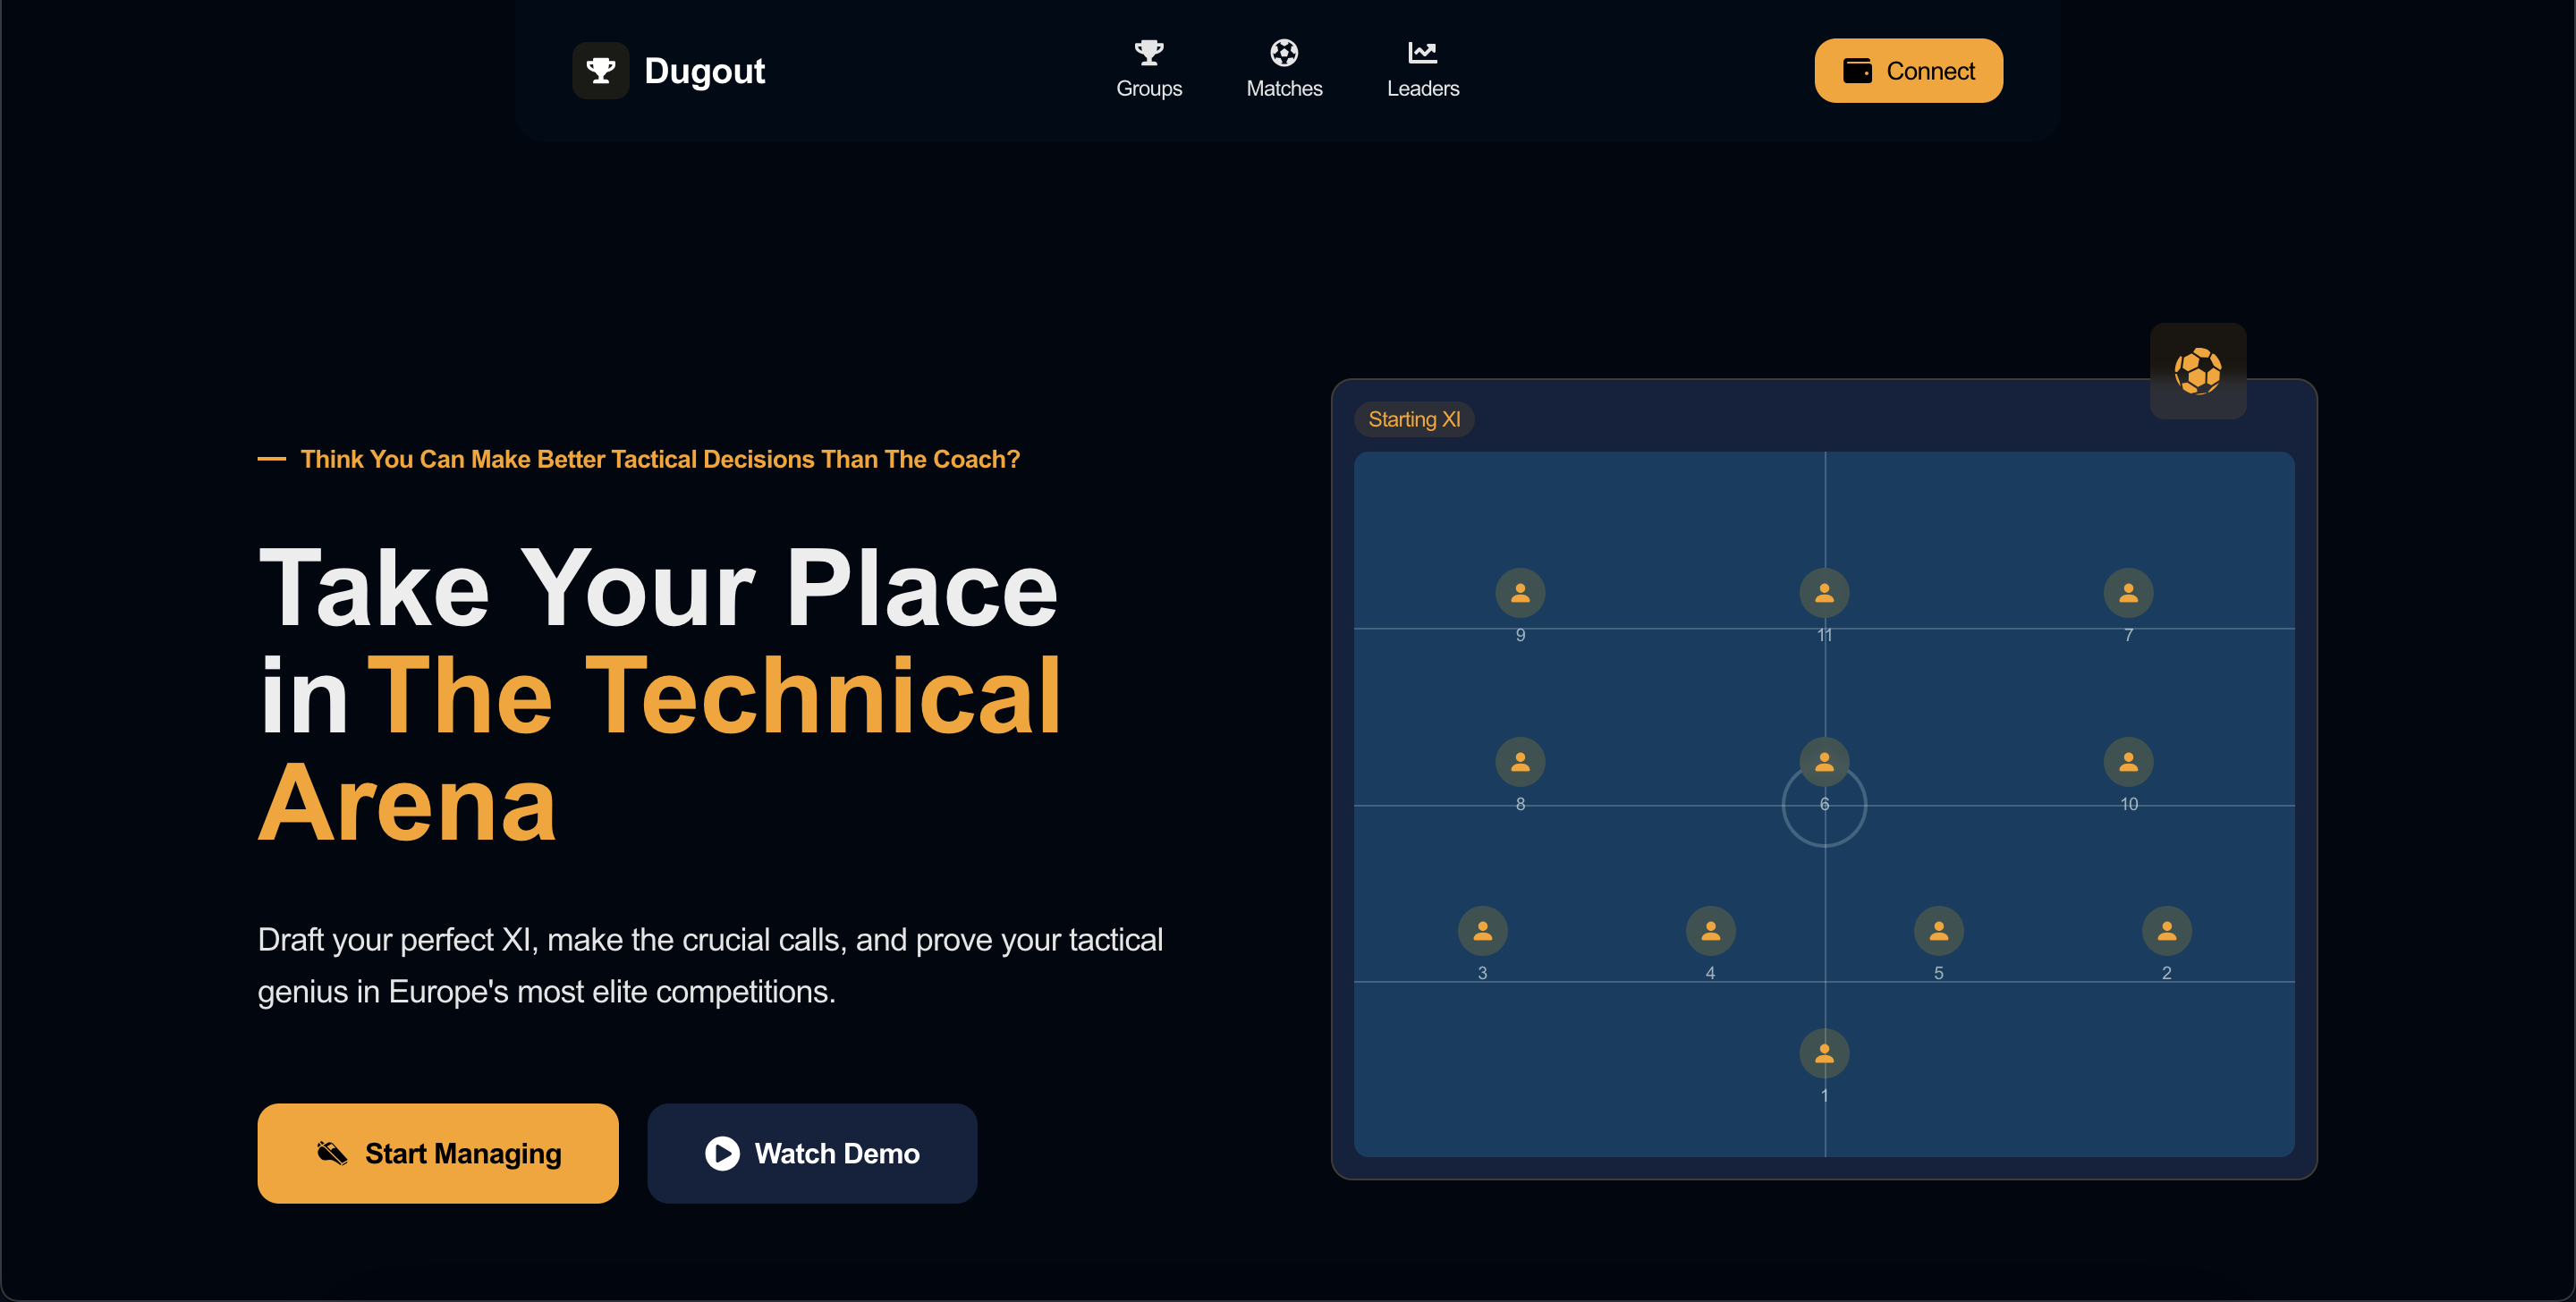 Dugout
Groups
Matches
Leaders
Connect
Think You Can Make Better Tactical Decisions Than The Coach?
Take Your Place
in The Technical
Arena
Draft your perfect XI, make the crucial calls, and prove your tactical
genius in Europe's most elite competitions.
Start Managing
Watch Demo
Starting XI
9 11 7
8 6 10
3 4 5 2
1